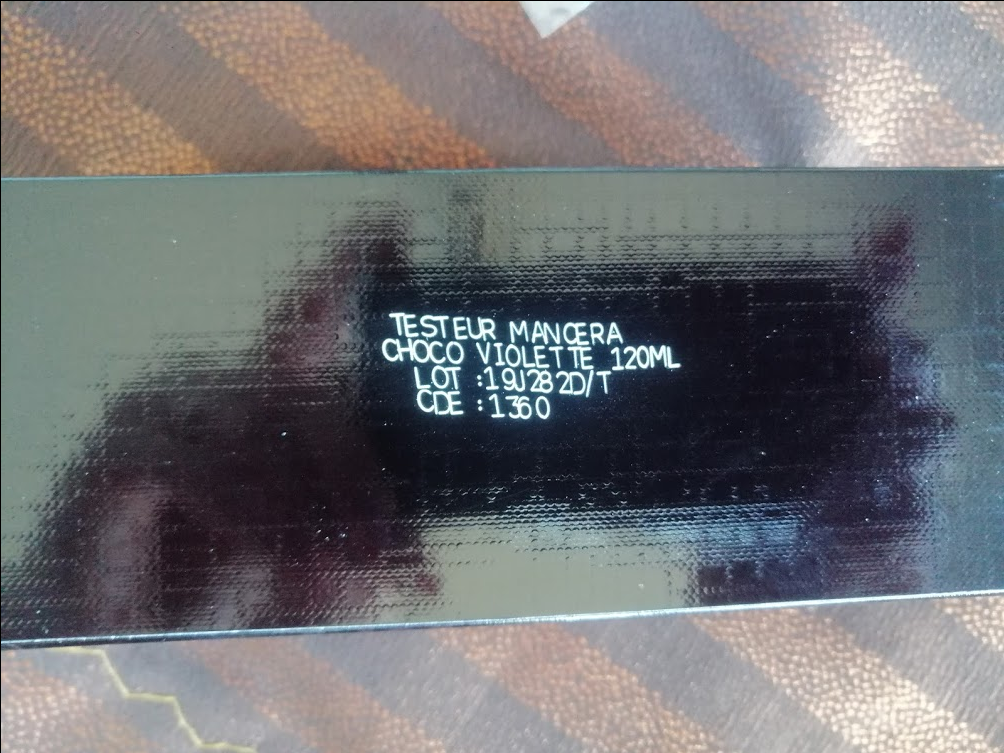 TESTEUR MANCERA
CHOCO VIOLETTE 120ML
LOT :19J282D/T
CDE :1360